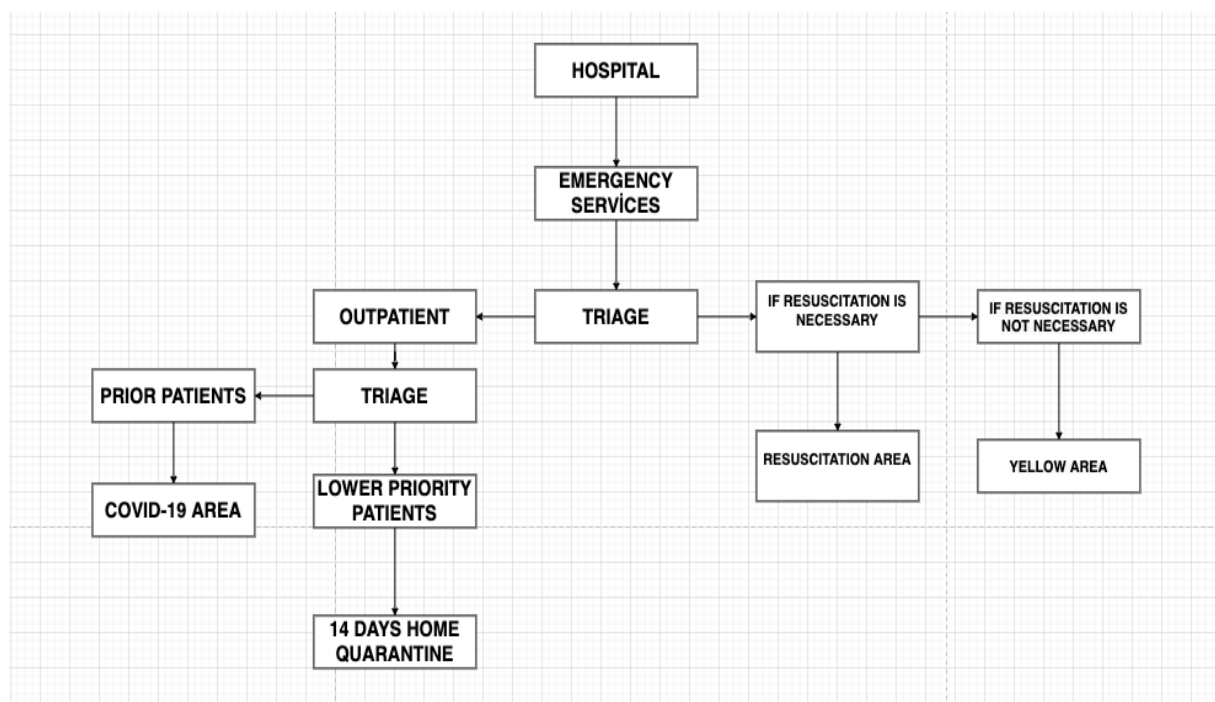 HOSPITAL
EMERGENCY
SERVİCES
OUTPATIENT
TRIAGE
IF RESUSCITATION IS
NECESSARY
IF RESUSCITATION IS
NOT NECESSARY
PRIOR PATIENTS
TRIAGE
RESUSCITATION AREA
YELLOW AREA
LOWER PRIORITY
PATIENTS
COVID-19 AREA
14 DAYS HOME
QUARANTINE